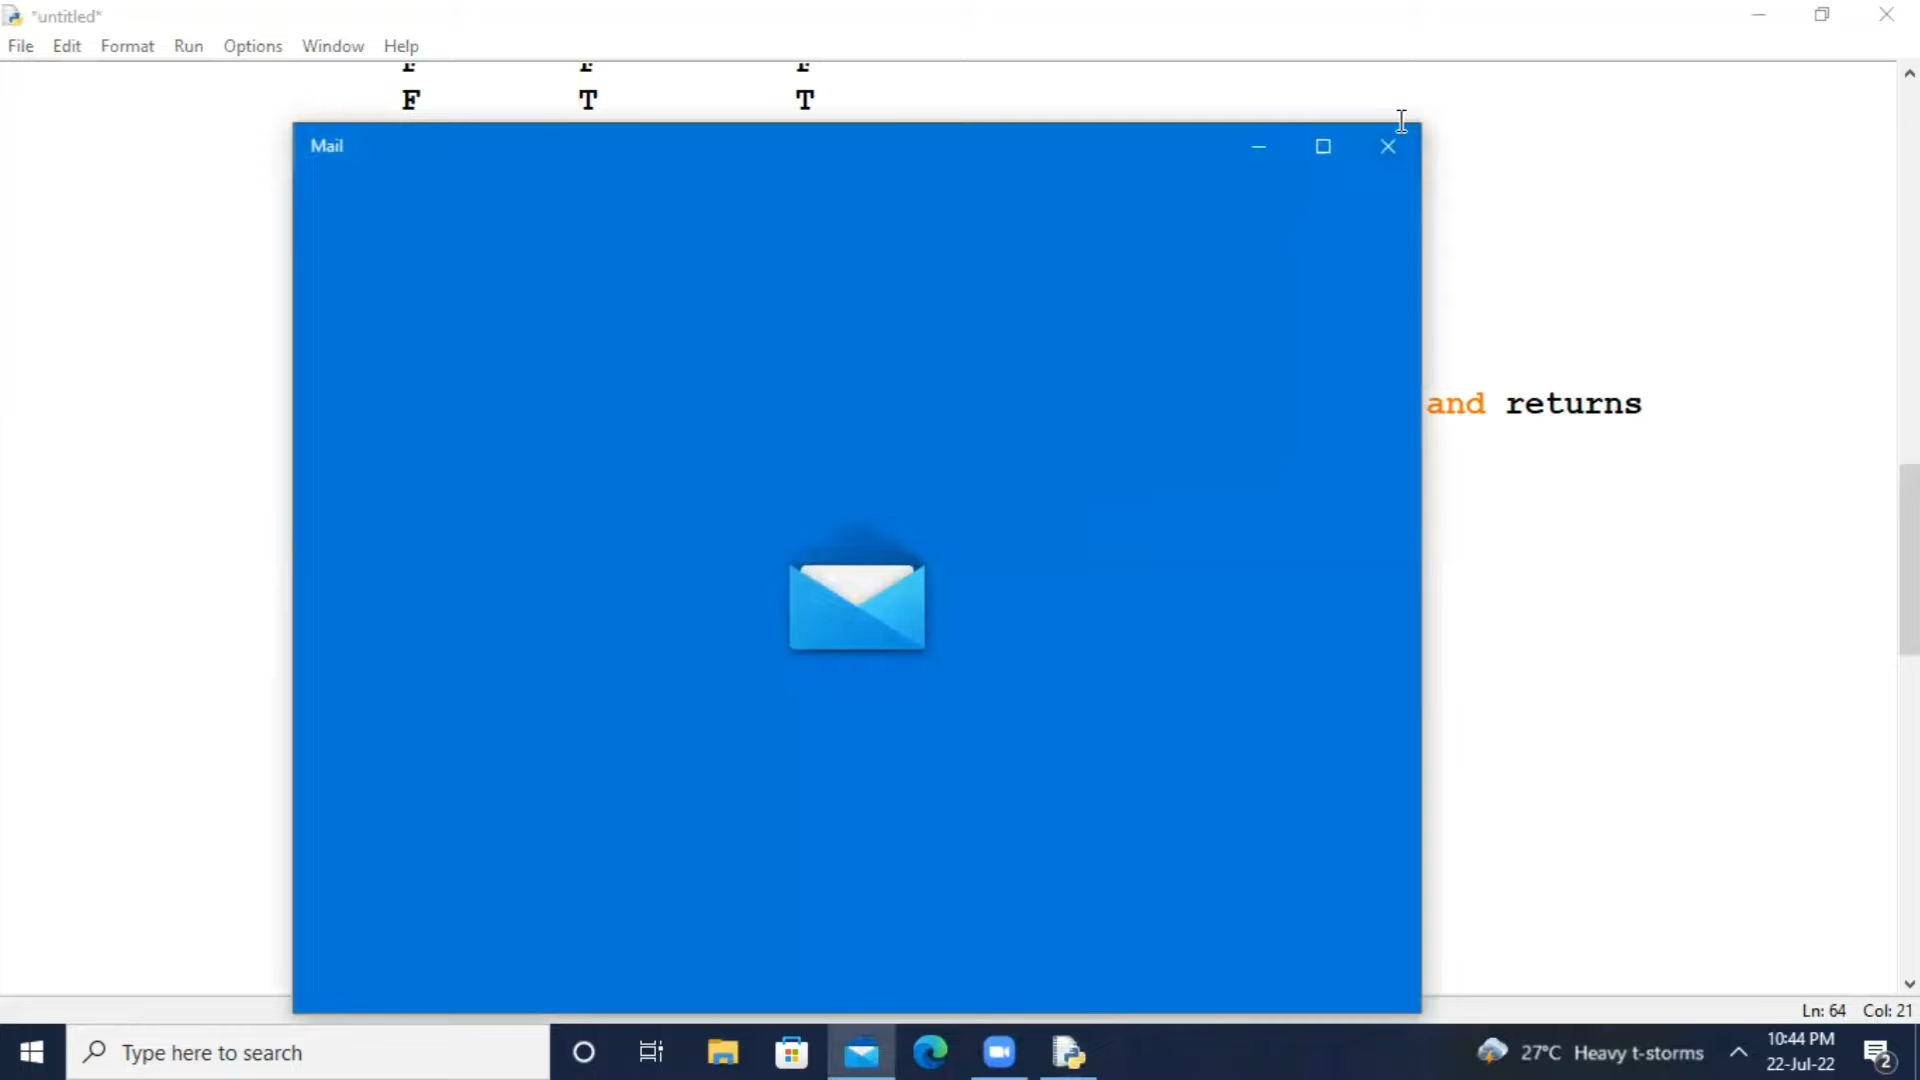 *untitled*
File Edit Format Run Options Window Help
F F F
F T T
Mail
and returns
Ln: 64 Col: 21
Type here to search
27°C Heavy t-storms
10:44 PM
22-Jul-22
2